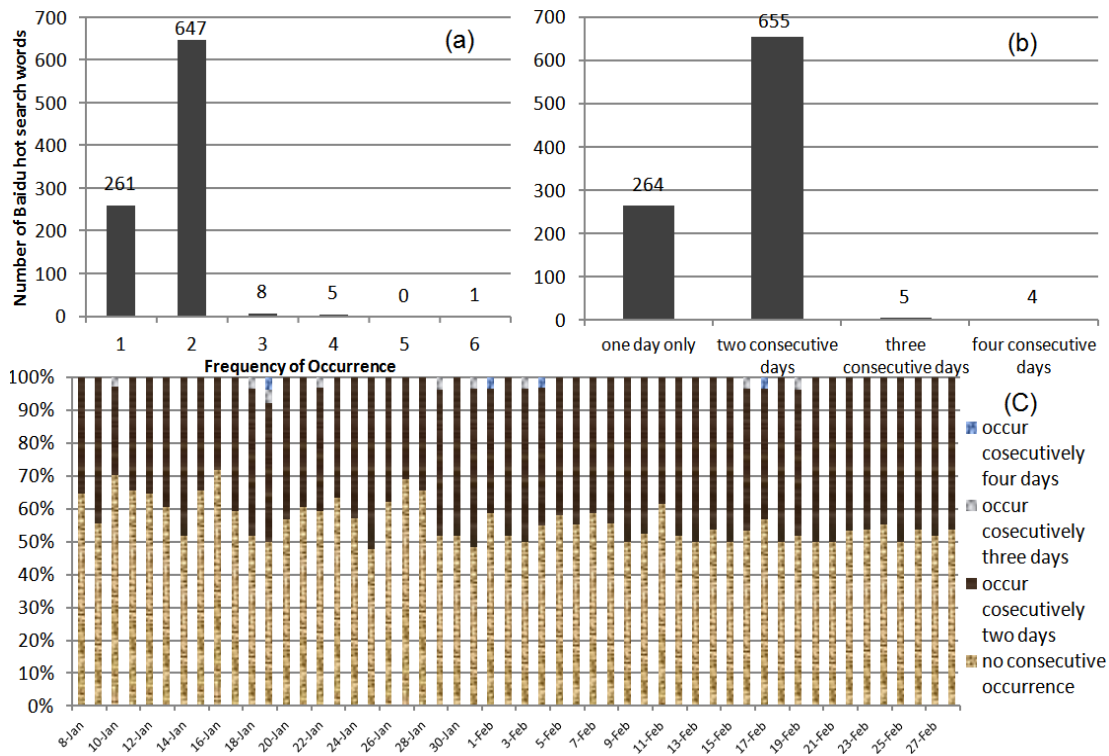 Number of Baidu hot search words
700
600
500
400
300
200
100
0
261
647
8
5
0
1
(a)
1
2
3
4
5
6
Frequency of Occurrence
700
600
500
400
300
200
100
0
264
655
5
4
(b)
one day only
two consecutive
days
three
consecutive days
four consecutive
days
100%
90%
80%
70%
60%
50%
40%
30%
20%
10%
0%
(C)
occur
cosecutively
four days
occur
cosecutively
three days
occur
cosecutively
two days
no consecutive
occurrence
8-Jan
10-Jan
12-Jan
14-Jan
16-Jan
18-Jan
20-Jan
22-Jan
24-Jan
26-Jan
28-Jan
30-Jan
1-Feb
3-Feb
5-Feb
7-Feb
9-Feb
11-Feb
13-Feb
15-Feb
17-Feb
19-Feb
21-Feb
23-Feb
25-Feb
27-Feb